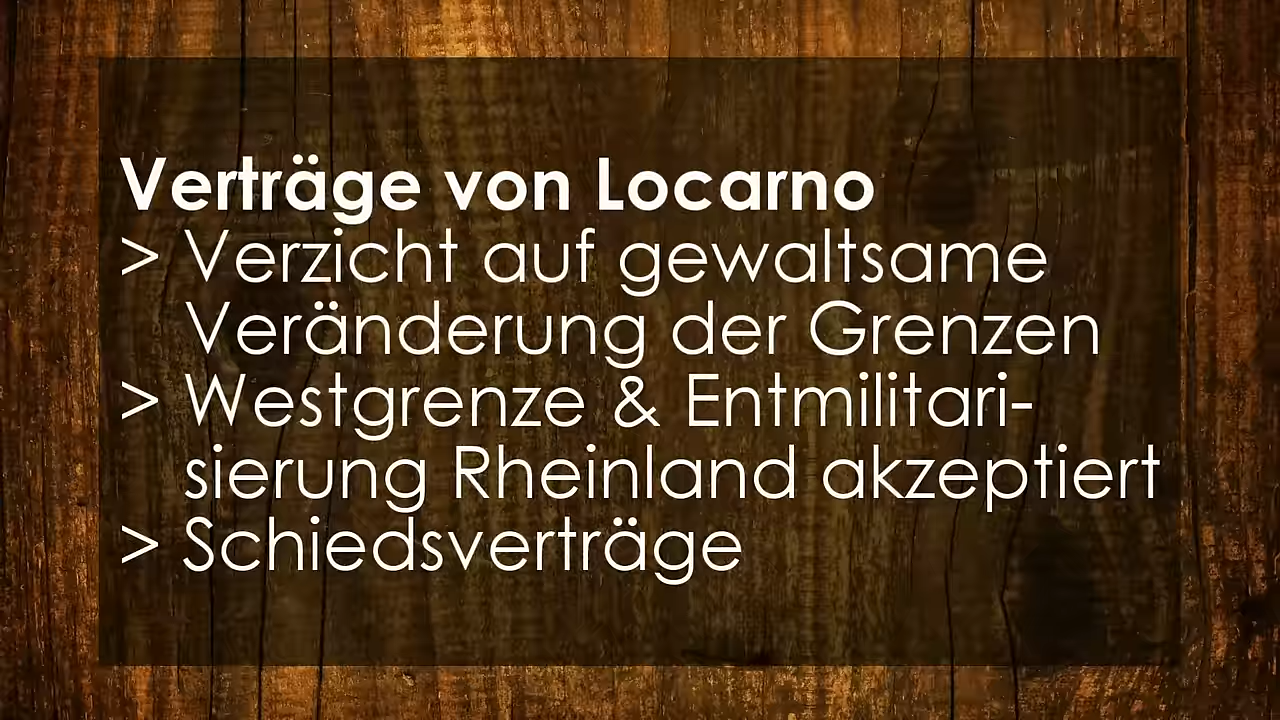 Verträge von Locarno
> Verzicht auf gewaltsame
Veränderung der Grenzen
> Westgrenze & Entmilitari-
sierung Rheinland akzeptiert
> Schiedsverträge